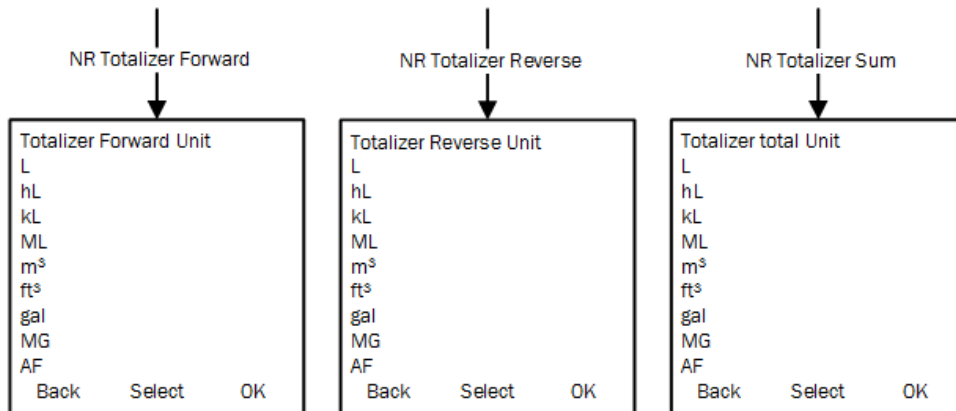 NR Totalizer Forward
NR Totalizer Reverse
NR Totalizer Sum
Totalizer Forward Unit
L
hL
kL
ML
m³
ft³
gal
MG
AF
Back Select OK
Totalizer Reverse Unit
L
hL
kL
ML
m³
ft³
gal
MG
AF
Back Select OK
Totalizer total Unit
L
hL
kL
ML
m³
ft³
gal
MG
AF
Back Select OK